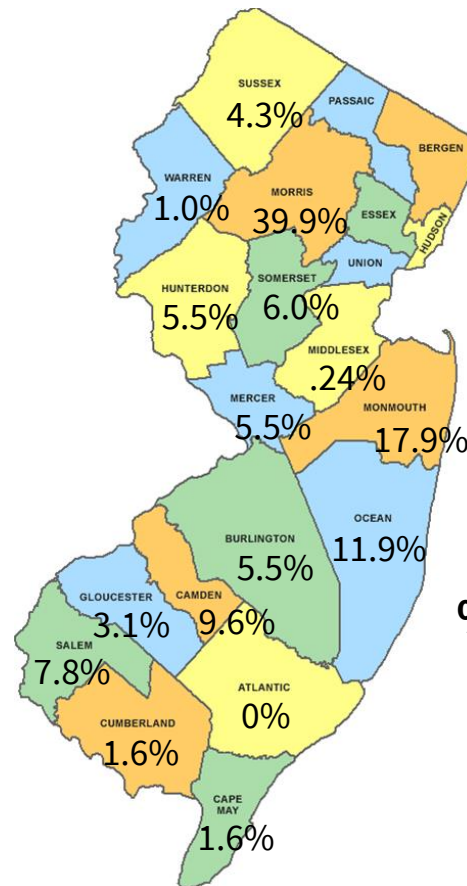 SUSSEX
4.3%
PASSAIC
BERGEN
WARREN
1.0%
MORRIS
39.9%
ESSEX
HUDSON
UNION
HUNTERDON
5.5%
SOMERSET
6.0%
MIDDLESEX
.24%
MERCER
5.5%
MONMOUTH
17.9%
OCEAN
11.9%
BURLINGTON
5.5%
CAMDEN
9.6%
GLOUCESTER
3.1%
SALEM
7.8%
ATLANTIC
0%
CUMBERLAND
1.6%
CAPE
MAY
1.6%